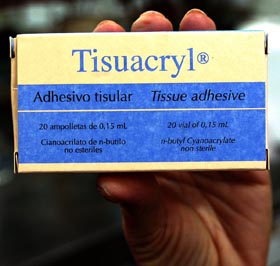 Tisuacryl®
Adhesivo tisular Tissue adhesive
20 ampolletas de 0,15 mL 20 vial of 0,15 mL
Cianoacrilato de n-butilo n-butyl Cyanoacrylate
no esteriles non-sterile